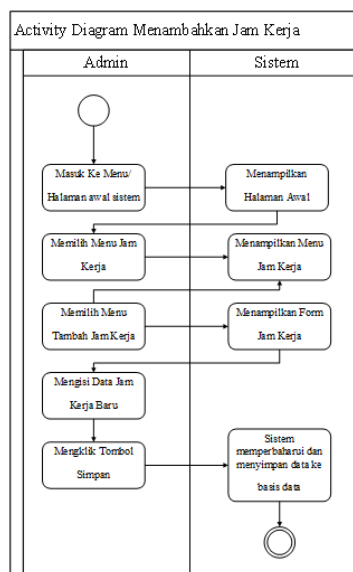 Activity Diagram Menambahkan Jam Kerja
Admin
Sistem
Masuk Ke Menu/
Halaman awal sistem
Menampilkan
Halaman Awal
Memilih Menu Jam
Kerja
Menampilkan Menu
Jam Kerja
Memilih Menu
Tambah Jam Kerja
Menampilkan Form
Jam Kerja
Mengisi Data Jam
Kerja Baru
Mengklik Tombol
Simpan
Sistem
memperbaharui dan
menyimpan data ke
basis data